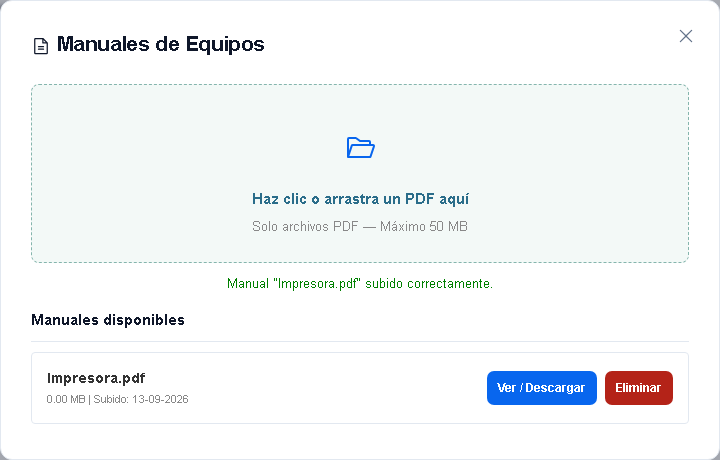 Manuales de Equipos
Haz clic o arrastra un PDF aquí
Solo archivos PDF — Máximo 50 MB
Manual "Impresora.pdf" subido correctamente.
Manuales disponibles
Impresora.pdf
0.00 MB | Subido: 13-09-2026
Ver / Descargar
Eliminar